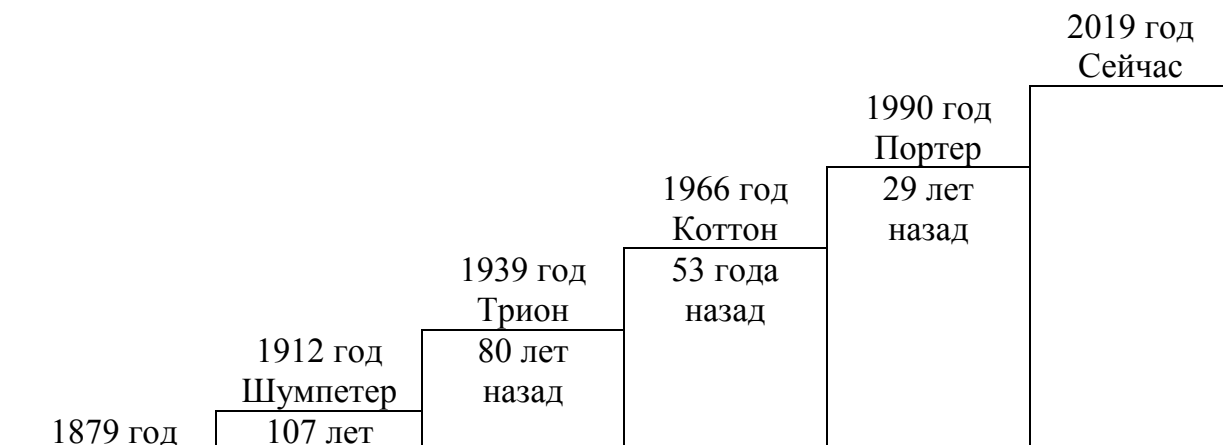 2019 год
Сейчас
1990 год
Портер
29 лет
назад
1966 год
Коттон
53 года
назад
1939 год
Трион
80 лет
назад
1912 год
Шумпетер
107 лет
1879 год